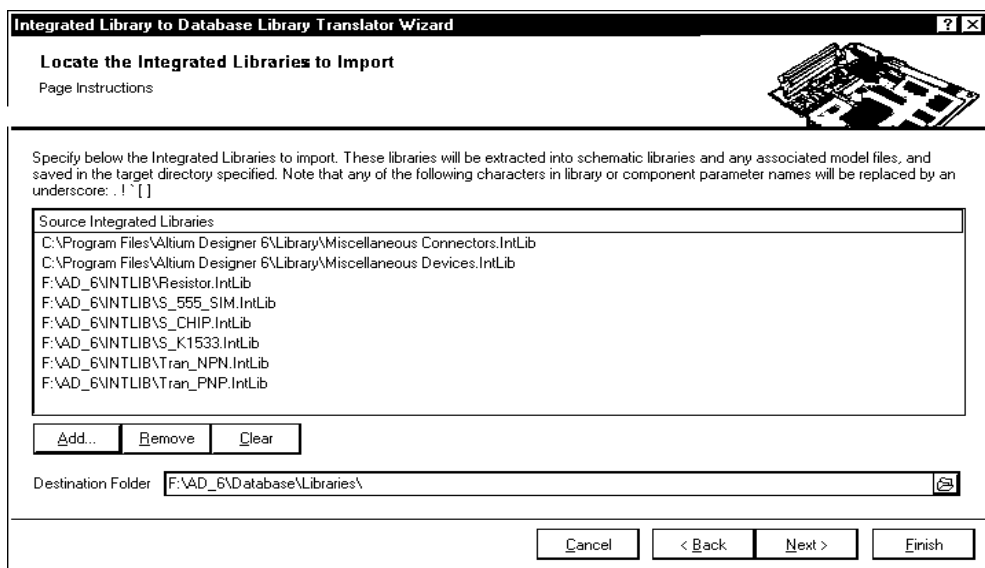 Integrated Library to Database Library Translator Wizard
Locate the Integrated Libraries to Import
Page Instructions
Specify below the Integrated Libraries to import. These libraries will be extracted into schematic libraries and any associated model files, and
saved in the target directory specified. Note that any of the following characters in library or component parameter names will be replaced by an
underscore: . ! ` [ ]
Source Integrated Libraries
C:\Program Files\Altium Designer 6\Library\Miscellaneous Connectors.IntLib
C:\Program Files\Altium Designer 6\Library\Miscellaneous Devices.IntLib
F:\AD_6\INTLIB\Resistor.IntLib
F:\AD_6\INTLIB\S_555_SIM.IntLib
F:\AD_6\INTLIB\S_CHIP.IntLib
F:\AD_6\INTLIB\S_K1533.IntLib
F:\AD_6\INTLIB\Tran_NPN.IntLib
F:\AD_6\INTLIB\Tran_PNP.IntLib
Add... Remove Clear
Destination Folder F:\AD_6\Database\Libraries\
Cancel < Back Next > Finish